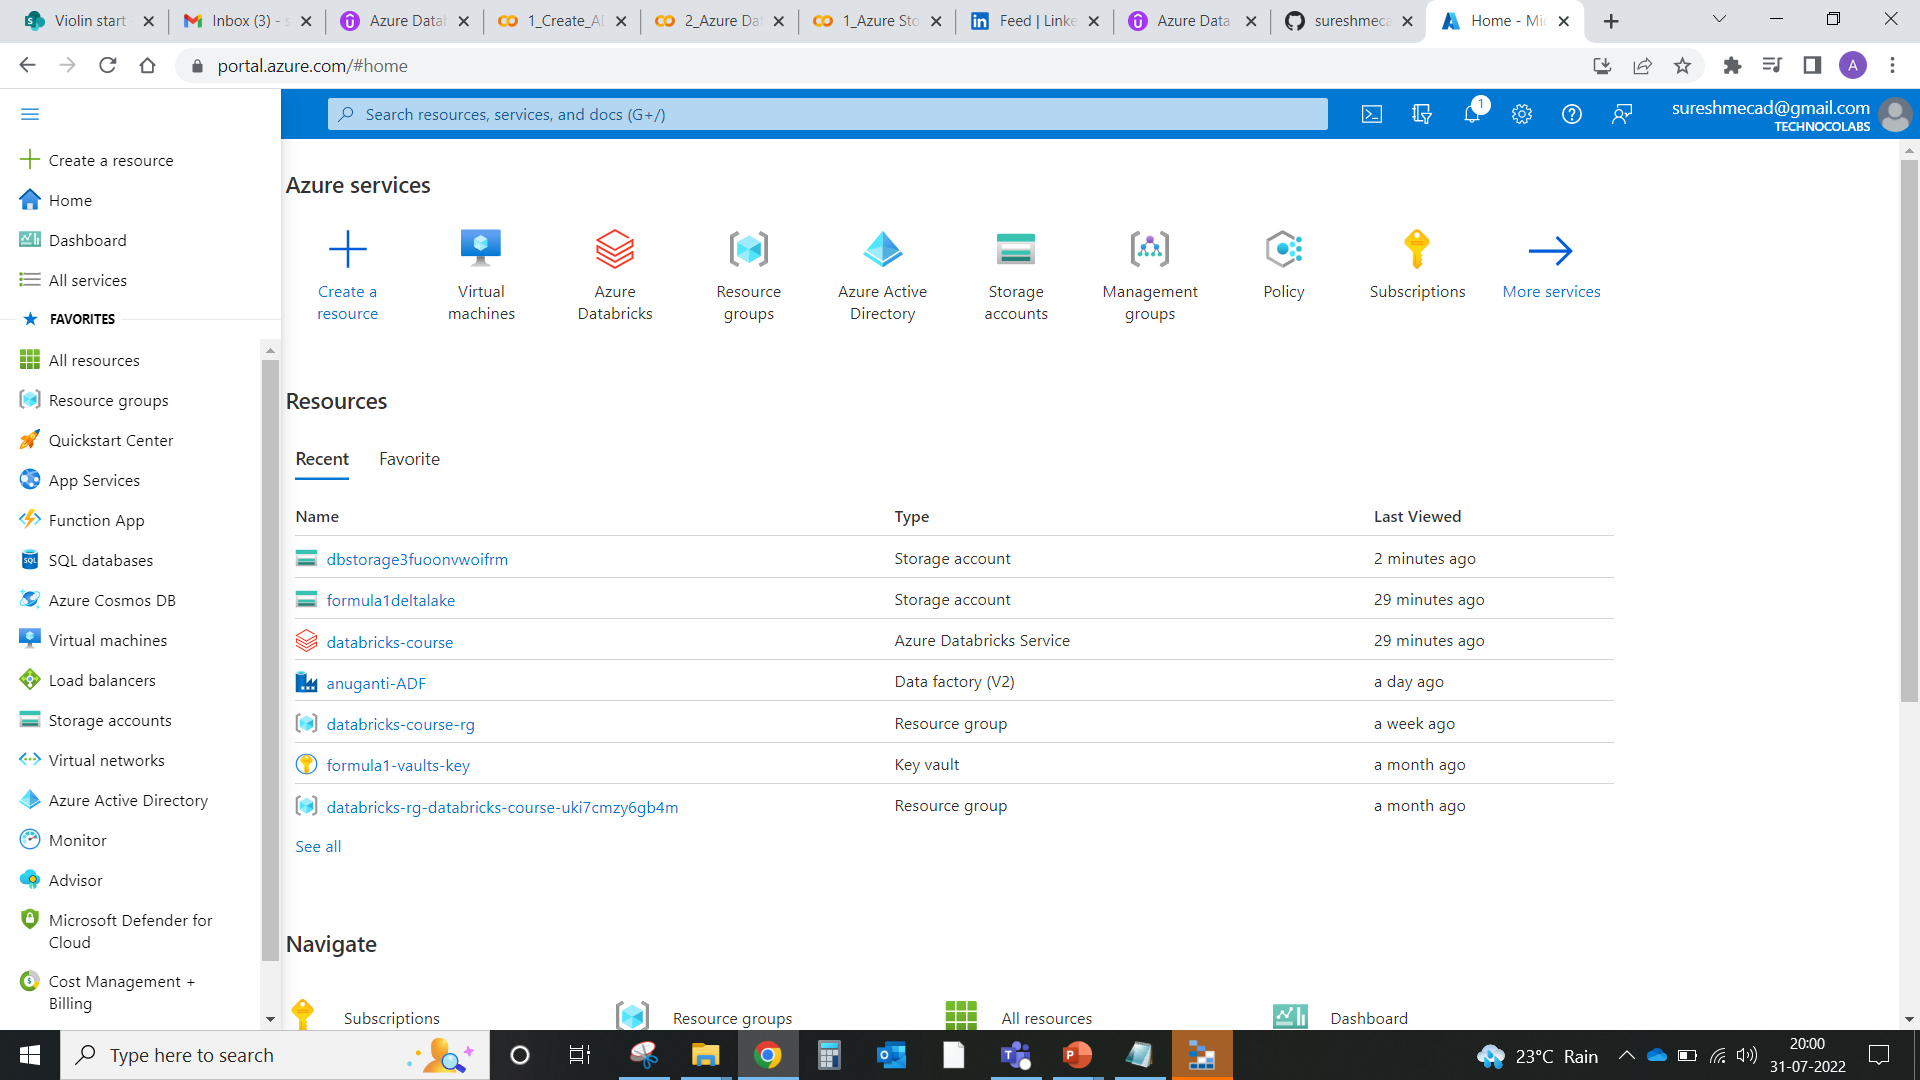 Violin start
Inbox (3) - s
Azure Datal
1_Create_AD
2_Azure Dat
1_Azure Sto
Feed | Linke
Azure Data
sureshmeca
Home - Mic
portal.azure.com/#home
A
Search resources, services, and docs (G+/)
1
sureshmecad@gmail.com
TECHNOCOLABS
Create a resource
Home
Dashboard
All services
FAVORITES
All resources
Resource groups
Quickstart Center
App Services
Function App
SQL databases
Azure Cosmos DB
Virtual machines
Load balancers
Storage accounts
Virtual networks
Azure Active Directory
Monitor
Advisor
Microsoft Defender for
Cloud
Cost Management +
Billing
Azure services
Create a
resource
Virtual
machines
Azure
Databricks
Resource
groups
Azure Active
Directory
Storage
accounts
Management
groups
Policy
Subscriptions
More services
Resources
Recent Favorite
Name Type Last Viewed
dbstorage3fuoonvwoifrm Storage account 2 minutes ago
formula1deltalake Storage account 29 minutes ago
databricks-course Azure Databricks Service 29 minutes ago
anuganti-ADF Data factory (V2) a day ago
databricks-course-rg Resource group a week ago
formula1-vaults-key Key vault a month ago
databricks-rg-databricks-course-uki7cmzy6gb4m Resource group a month ago
See all
Navigate
Subscriptions Resource groups All resources Dashboard
Type here to search
23°C Rain
20:00
31-07-2022